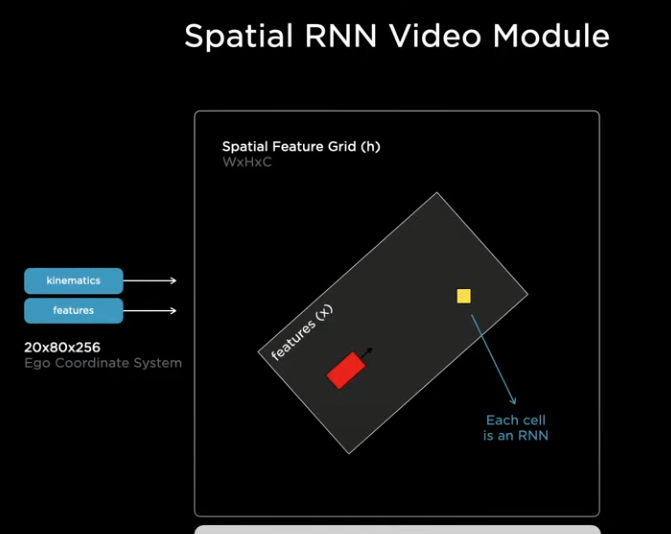 Spatial RNN Video Module
Spatial Feature Grid (h)
WxHxC
kinematics
features
20x80x256
Ego Coordinate System
features (x)
Each cell
is an RNN